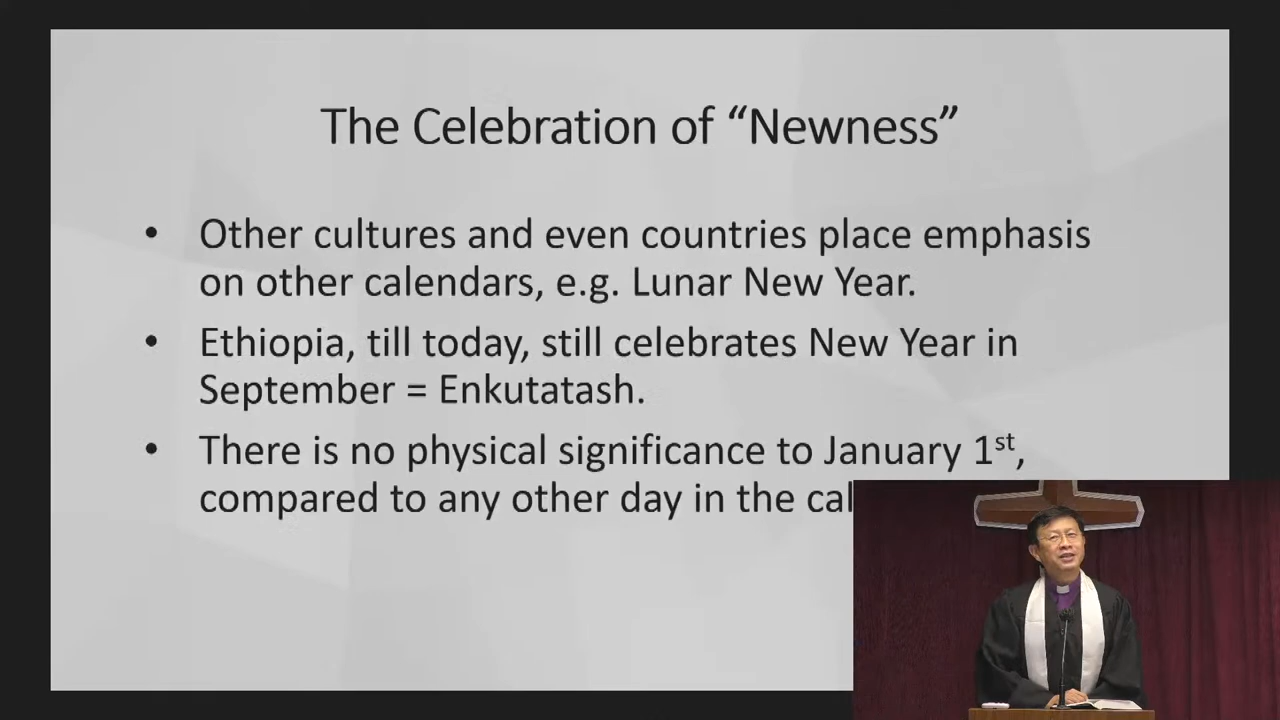 The Celebration of “Newness”
• Other cultures and even countries place emphasis
on other calendars, e.g. Lunar New Year.
• Ethiopia, till today, still celebrates New Year in
September = Enkutatash.
• There is no physical significance to January 1st,
compared to any other day in the cal